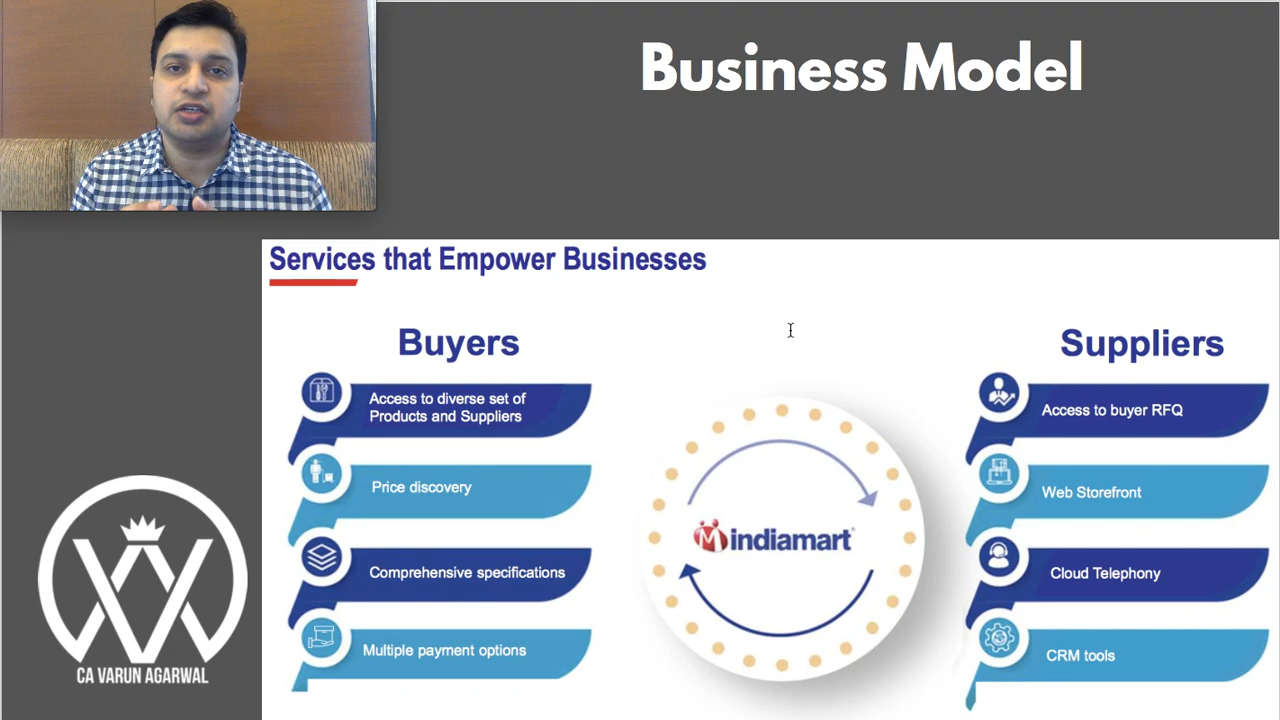 Business Model
Services that Empower Businesses
Buyers
Access to diverse set of
Products and Suppliers
Price discovery
Comprehensive specifications
Multiple payment options
indiamart
Suppliers
Access to buyer RFQ
Web Storefront
Cloud Telephony
CRM tools
CA VARUN AGARWAL